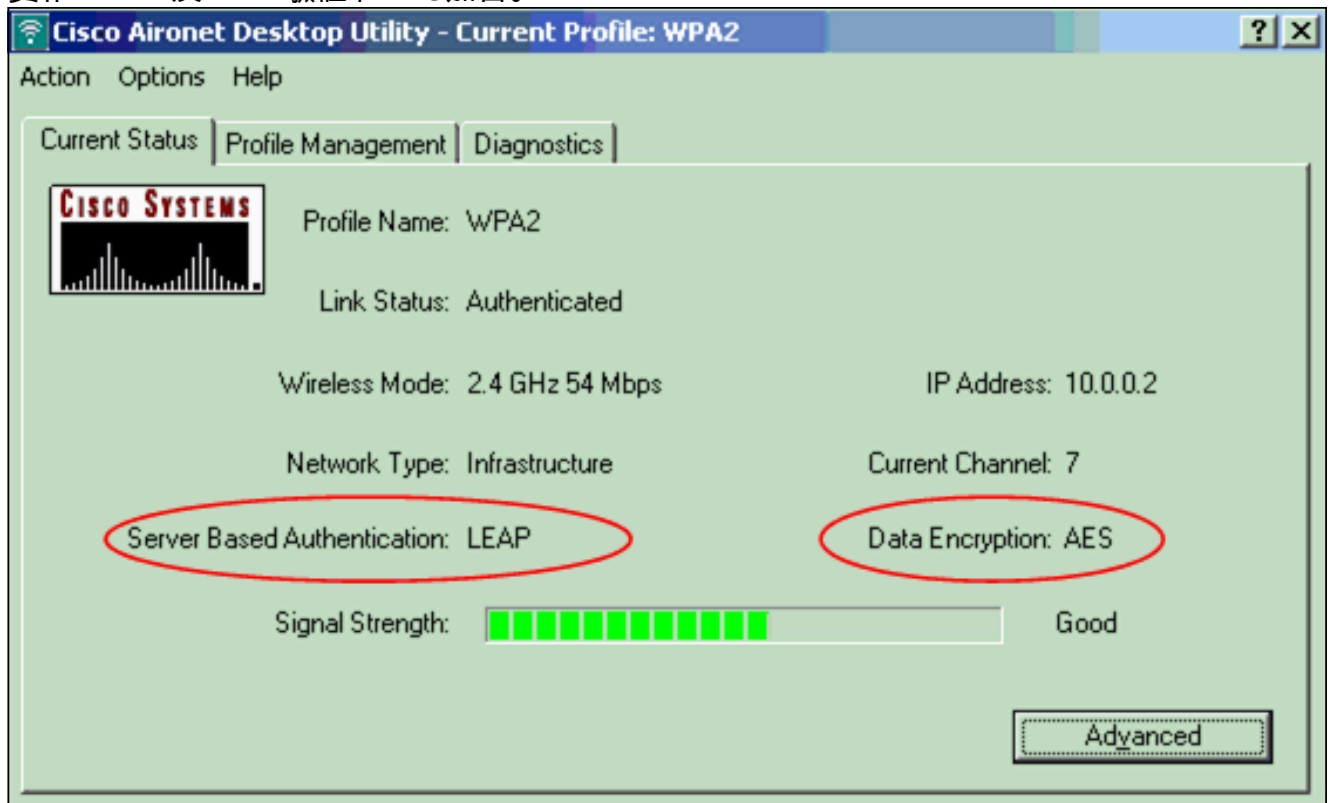 Cisco Aironet Desktop Utility - Current Profile: WPA2
? ×
Action Options Help
Current Status Profile Management Diagnostics
CISCO SYSTEMS
Profile Name: WPA2
Link Status: Authenticated
Wireless Mode: 2.4 GHz 54 Mbps IP Address: 10.0.0.2
Network Type: Infrastructure Current Channel: 7
Server Based Authentication: LEAP Data Encryption: AES
Signal Strength: Good
Advanced